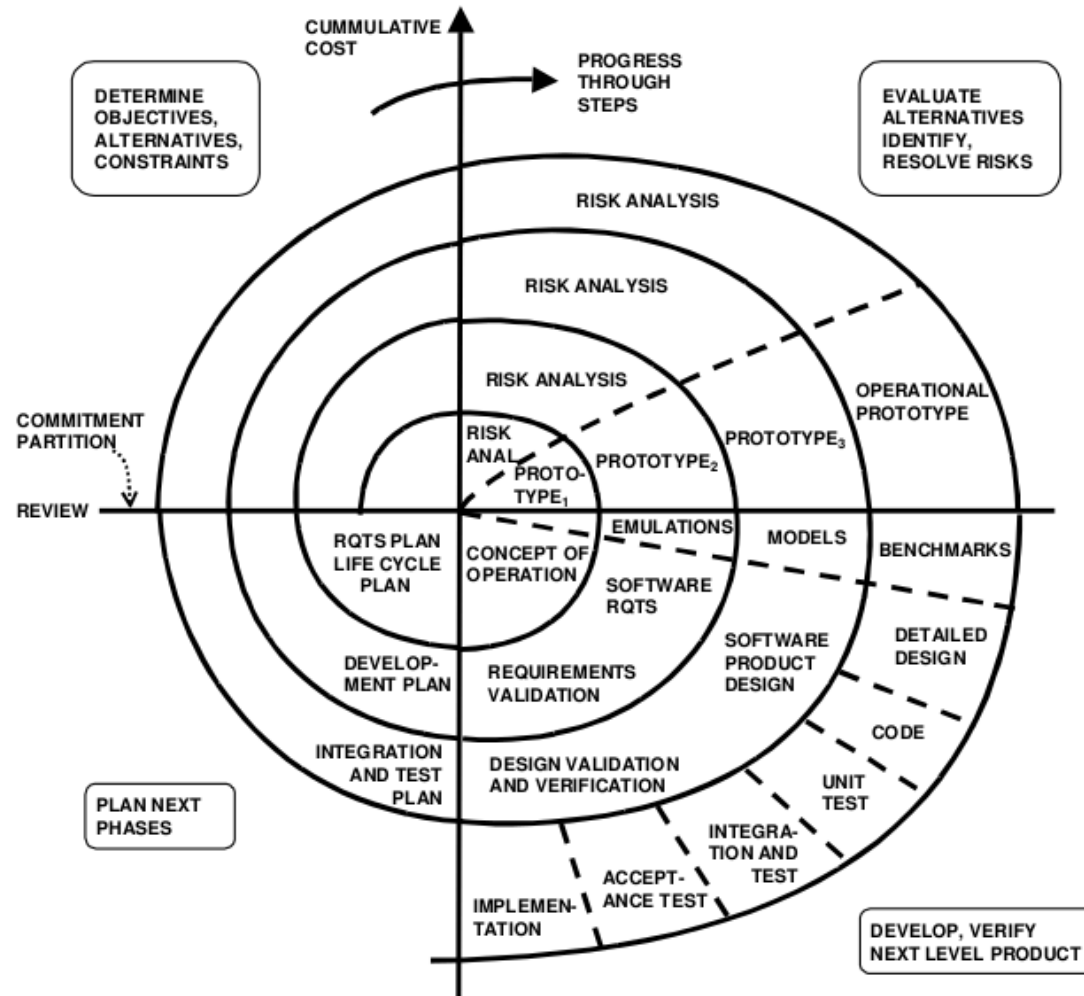 CUMMULATIVE
COST
PROGRESS
THROUGH
STEPS
DETERMINE
OBJECTIVES,
ALTERNATIVES,
CONSTRAINTS
EVALUATE
ALTERNATIVES
IDENTIFY,
RESOLVE RISKS
RISK ANALYSIS
RISK ANALYSIS
RISK ANALYSIS
RISK
ANAL.
PROTO-
TYPE₁
PROTOTYPE₂
PROTOTYPE₃
OPERATIONAL
PROTOTYPE
COMMITMENT
PARTITION
REVIEW
EMULATIONS
MODELS
BENCHMARKS
RQTS PLAN
LIFE CYCLE
PLAN
CONCEPT OF
OPERATION
SOFTWARE
RQTS
SOFTWARE
PRODUCT
DESIGN
DETAILED
DESIGN
DEVELOP-
MENT PLAN
REQUIREMENTS
VALIDATION
CODE
INTEGRATION
AND TEST
PLAN
DESIGN VALIDATION
AND VERIFICATION
UNIT
TEST
PLAN NEXT
PHASES
INTEGRA-
TION AND
TEST
ACCEPT-
ANCE TEST
IMPLEMEN-
TATION
DEVELOP, VERIFY
NEXT LEVEL PRODUCT